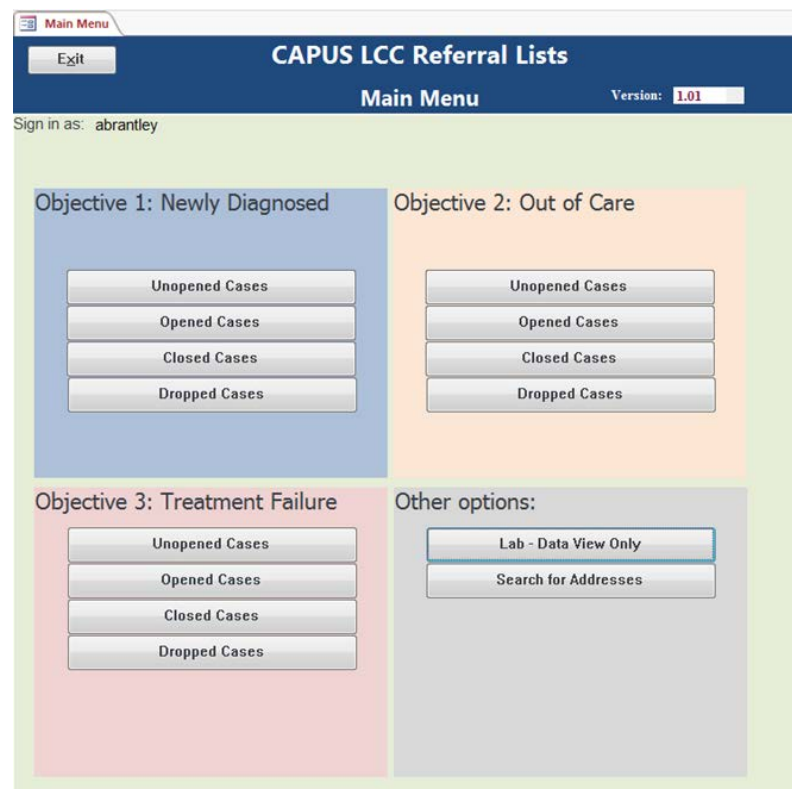 Main Menu
Exit
CAPUS LCC Referral Lists
Main Menu
Version: 1.01
Sign in as: abrantley
Objective 1: Newly Diagnosed
Unopened Cases
Opened Cases
Closed Cases
Dropped Cases
Objective 2: Out of Care
Unopened Cases
Opened Cases
Closed Cases
Dropped Cases
Objective 3: Treatment Failure
Unopened Cases
Opened Cases
Closed Cases
Dropped Cases
Other options:
Lab - Data View Only
Search for Addresses